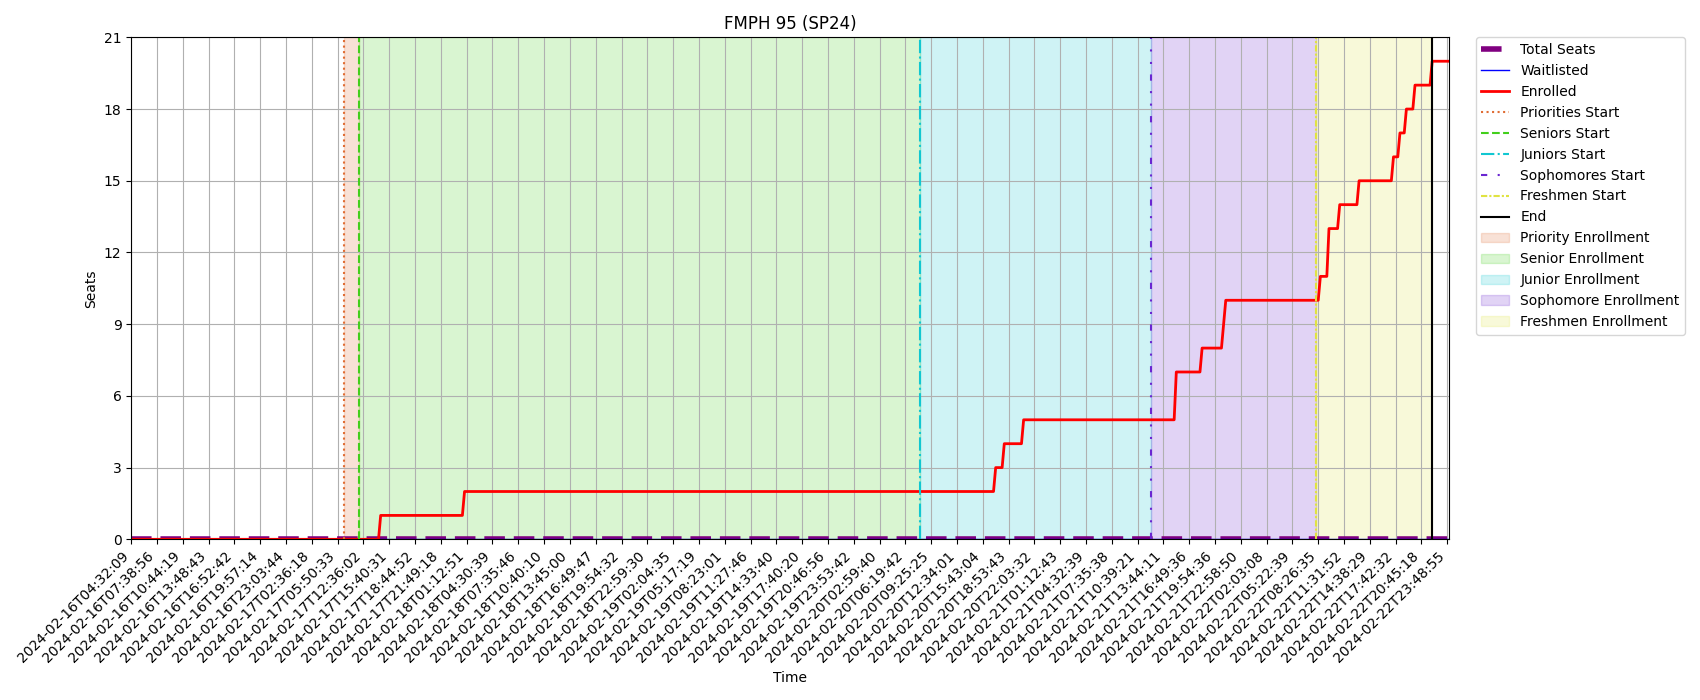 FMPH 95 (SP24)
21
18
15
12
9
6
3
0
Seats
2024-02-16T04:32:09
2024-02-16T07:38:56
2024-02-16T10:44:19
2024-02-16T13:48:43
2024-02-16T16:52:42
2024-02-16T19:57:14
2024-02-16T23:03:44
2024-02-17T02:36:18
2024-02-17T05:50:33
2024-02-17T12:36:02
2024-02-17T15:40:31
2024-02-17T18:44:52
2024-02-17T21:49:18
2024-02-18T01:12:51
2024-02-18T04:30:39
2024-02-18T07:35:46
2024-02-18T10:40:10
2024-02-18T13:45:00
2024-02-18T16:49:47
2024-02-18T19:54:32
2024-02-18T22:59:30
2024-02-19T02:04:35
2024-02-19T05:17:19
2024-02-19T08:23:01
2024-02-19T11:27:46
2024-02-19T14:33:40
2024-02-19T17:40:20
2024-02-19T20:46:56
2024-02-19T23:53:42
2024-02-20T02:59:40
2024-02-20T06:19:42
2024-02-20T09:25:25
2024-02-20T12:34:01
2024-02-20T15:43:04
2024-02-20T18:53:43
2024-02-20T22:03:32
2024-02-21T01:12:43
2024-02-21T04:32:39
2024-02-21T07:35:38
2024-02-21T10:39:21
2024-02-21T13:44:11
2024-02-21T16:49:36
2024-02-21T19:54:36
2024-02-21T22:58:50
2024-02-22T02:03:08
2024-02-22T05:22:39
2024-02-22T08:26:35
2024-02-22T11:31:52
2024-02-22T14:38:29
2024-02-22T17:42:32
2024-02-22T20:45:18
2024-02-22T23:48:55
Time
Total Seats
Waitlisted
Enrolled
Priorities Start
Seniors Start
Juniors Start
Sophomores Start
Freshmen Start
End
Priority Enrollment
Senior Enrollment
Junior Enrollment
Sophomore Enrollment
Freshmen Enrollment